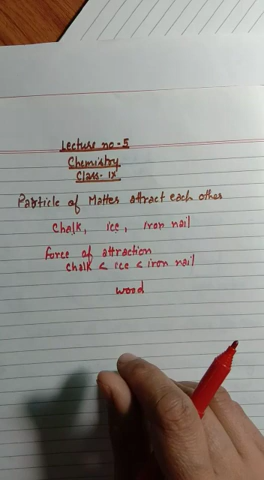 Lecture no-5
Chemistry
Class-IX
Particle of Matter attract each other
Chalk, ice, iron nail
Force of attraction
chalk < ice < iron nail
wood